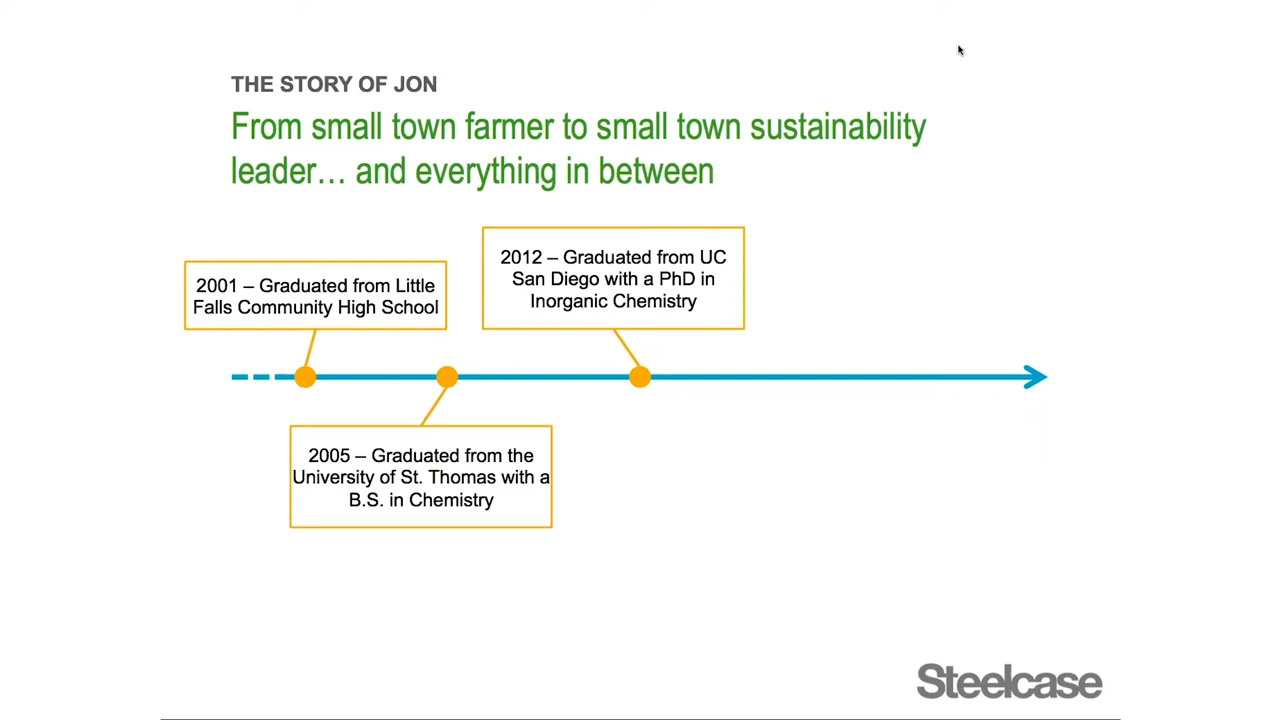 THE STORY OF JON
From small town farmer to small town sustainability
leader… and everything in between
2012 – Graduated from UC
San Diego with a PhD in
Inorganic Chemistry
2001 – Graduated from Little
Falls Community High School
2005 – Graduated from the
University of St. Thomas with a
B.S. in Chemistry
Steelcase